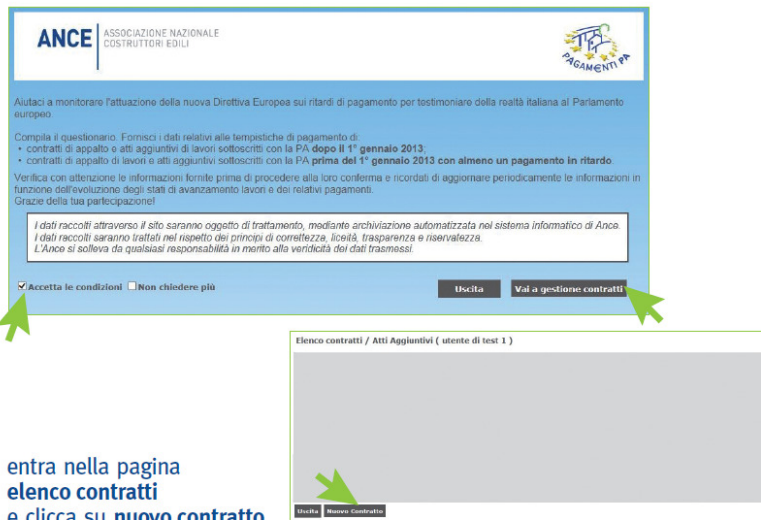 ANCE
ASSOCIAZIONE NAZIONALE
COSTRUTTORI EDILI
PAGAMENTI PA
Aiutaci a monitorare l'attuazione della nuova Direttiva Europea sui ritardi di pagamento per testimoniare della realtà italiana al Parlamento
europeo.
Compila il questionario. Fornisci i dati relativi alle tempistiche di pagamento di:
• contratti di appalto e atti aggiuntivi di lavori sottoscritti con la PA dopo il 1° gennaio 2013;
• contratti di appalto di lavori e atti aggiuntivi sottoscritti con la PA prima del 1° gennaio 2013 con almeno un pagamento in ritardo.
Verifica con attenzione le informazioni fornite prima di procedere alla loro conferma e ricordati di aggiornare periodicamente le informazioni in
funzione dell'evoluzione degli stati di avanzamento lavori e dei relativi pagamenti.
Grazie della tua partecipazione!
I dati raccolti attraverso il sito saranno oggetto di trattamento, mediante archiviazione automatizzata nel sistema informatico di Ance.
I dati raccolti saranno trattati nel rispetto dei principi di correttezza, liceità, trasparenza e riservatezza.
L'Ance si solleva da qualsiasi responsabilità in merito alla veridicità dei dati trasmessi.
Accetta le condizioni Non chiedere più Uscita Vai a gestione contratti
Elenco contratti / Atti Aggiuntivi ( utente di test 1 )
entra nella pagina
elenco contratti
e clicca su nuovo contratto
Uscita Nuovo Contratto